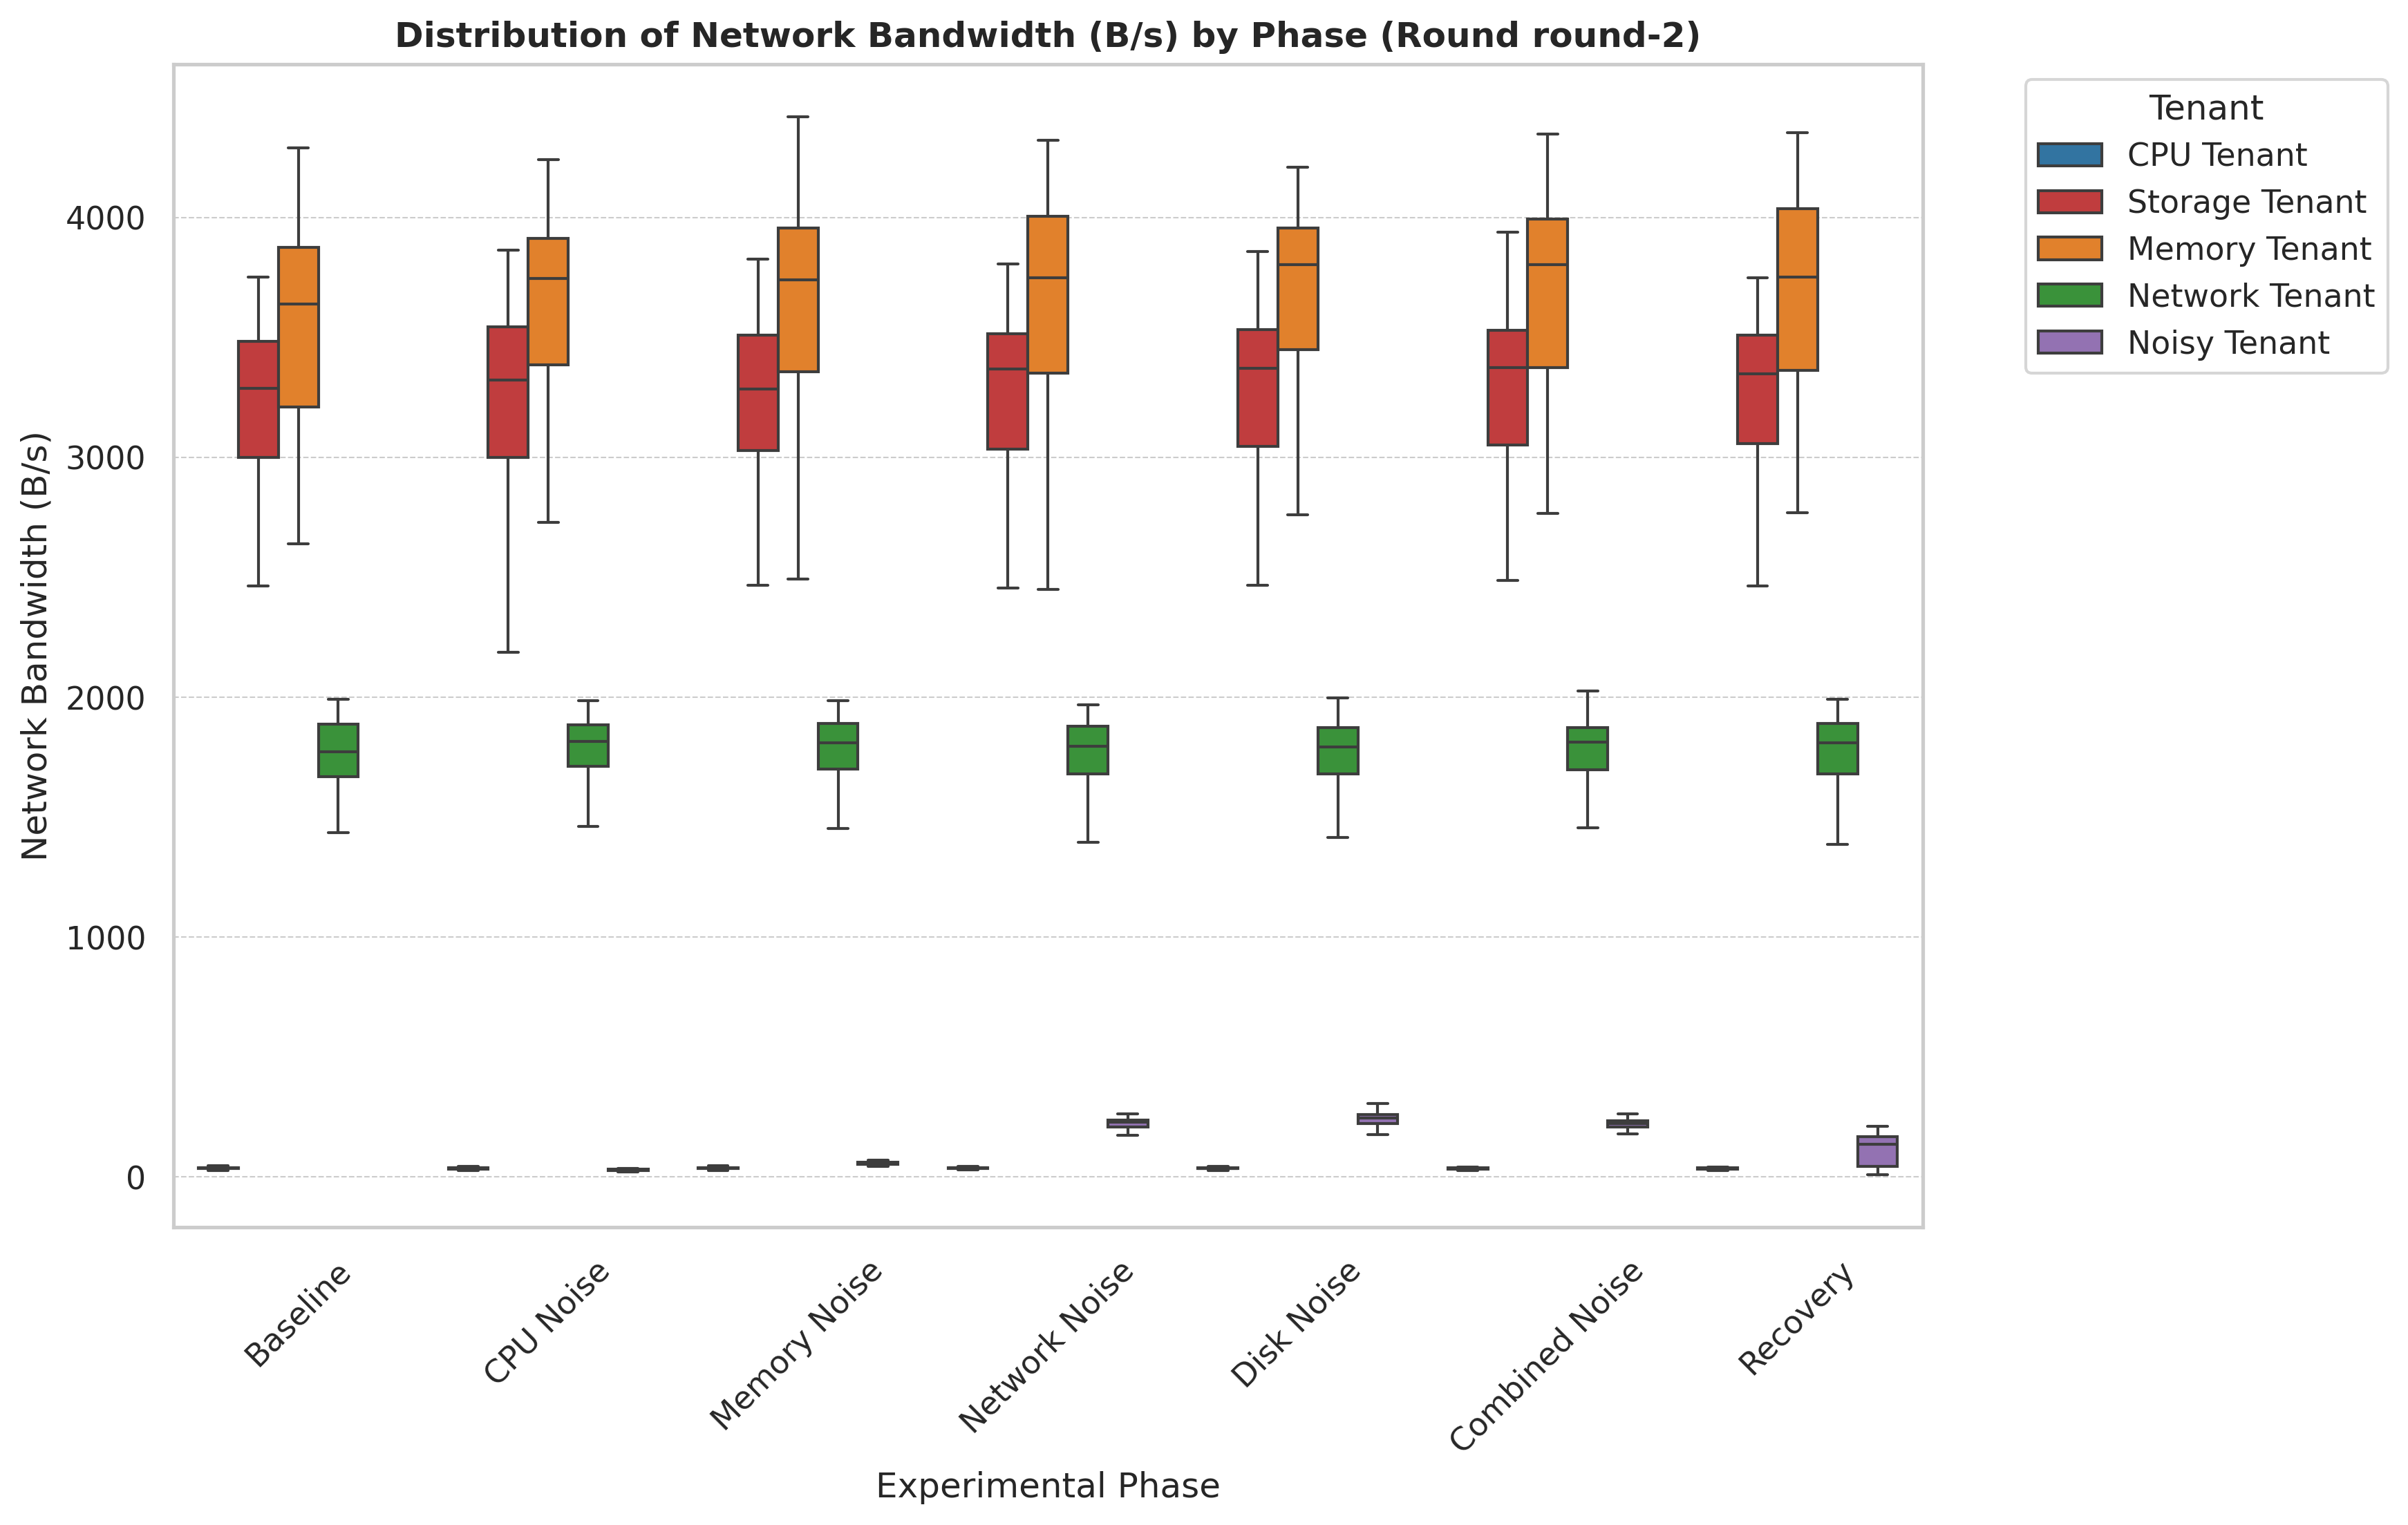 Distribution of Network Bandwidth (B/s) by Phase (Round round-2)
Network Bandwidth (B/s)
4000
3000
2000
1000
0
Baseline
CPU Noise
Memory Noise
Network Noise
Disk Noise
Combined Noise
Recovery
Experimental Phase
Tenant
CPU Tenant
Storage Tenant
Memory Tenant
Network Tenant
Noisy Tenant